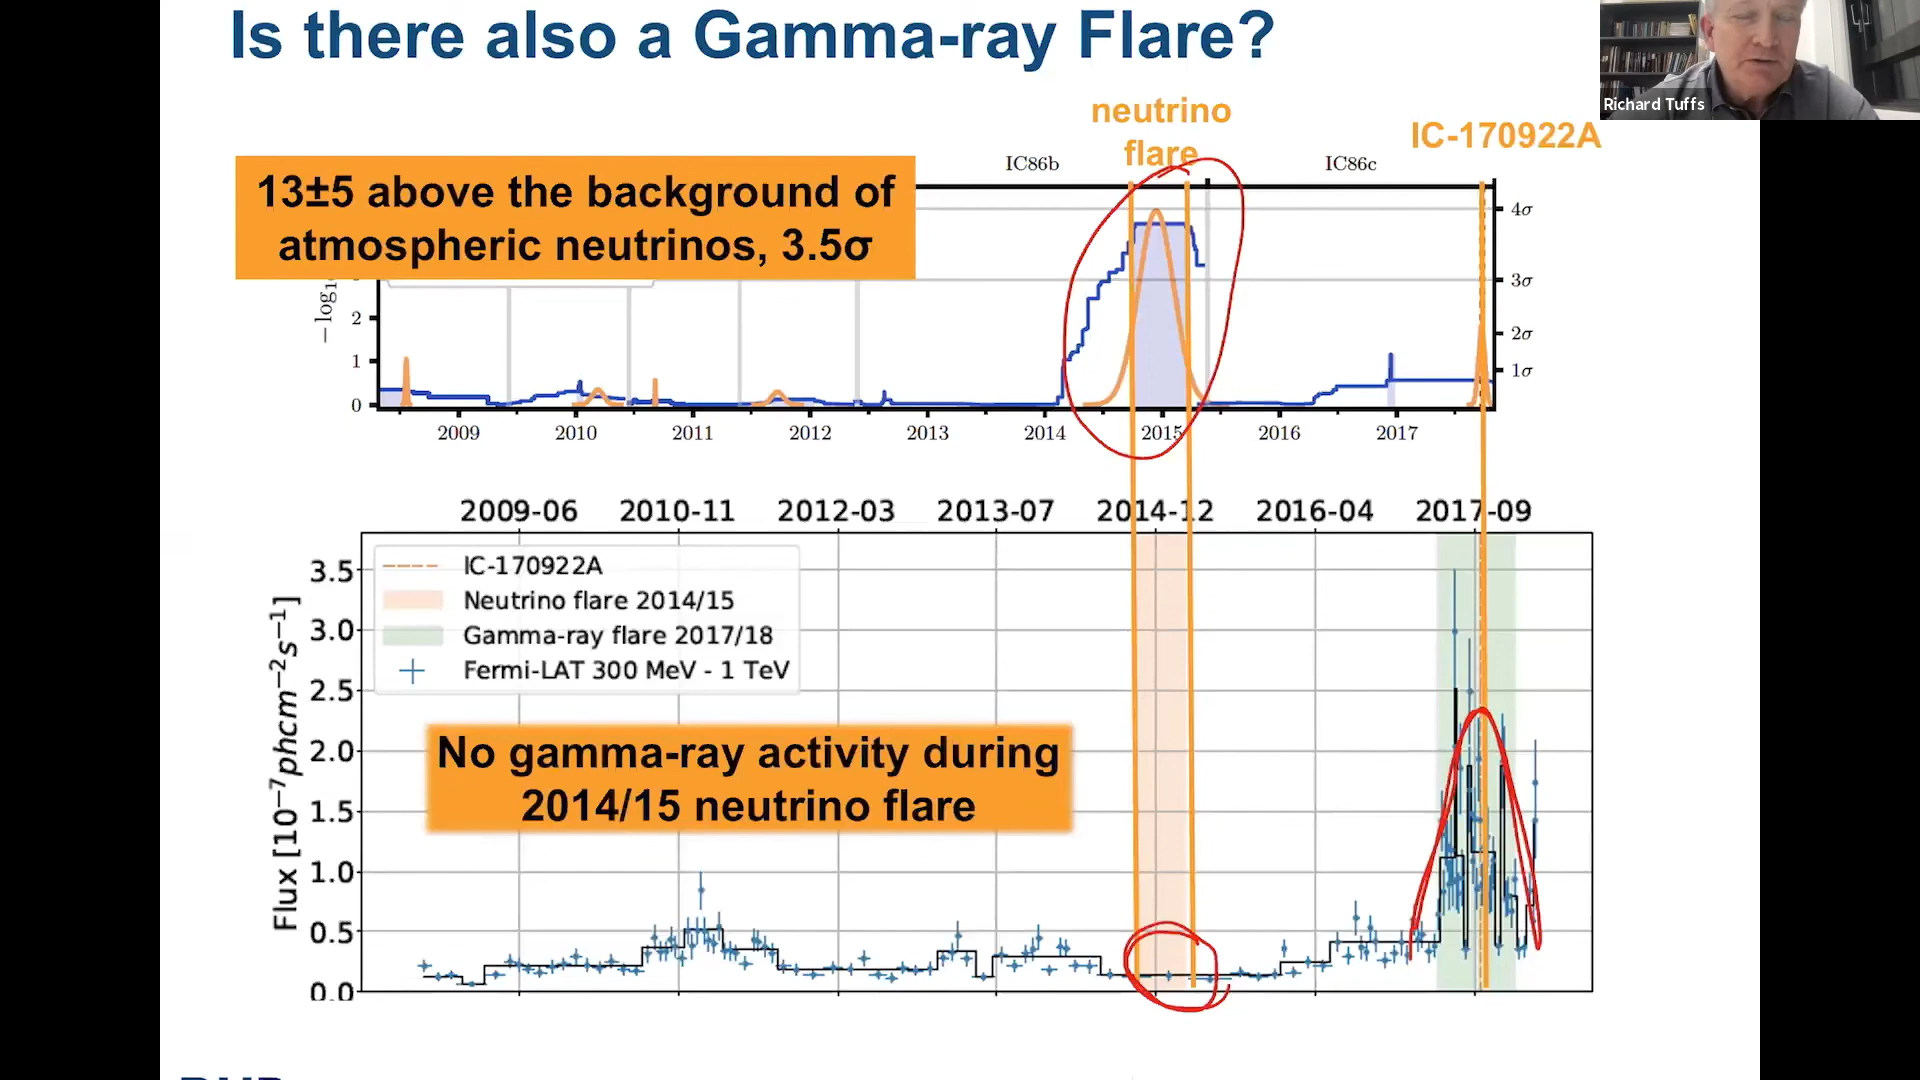 Is there also a Gamma-ray Flare?
Richard Tuffs
neutrino
flare
IC-170922A
IC86b
IC86c
13±5 above the background of
atmospheric neutrinos, 3.5σ
4σ
3σ
2σ
1σ
2
1
0
2009 2010 2011 2012 2013 2014 2015 2016 2017
2009-06 2010-11 2012-03 2013-07 2014-12 2016-04 2017-09
Flux [10⁻⁷phcm⁻²s⁻¹]
3.5
3.0
2.5
2.0
1.5
1.0
0.5
0.0
IC-170922A
Neutrino flare 2014/15
Gamma-ray flare 2017/18
Fermi-LAT 300 MeV - 1 TeV
No gamma-ray activity during
2014/15 neutrino flare